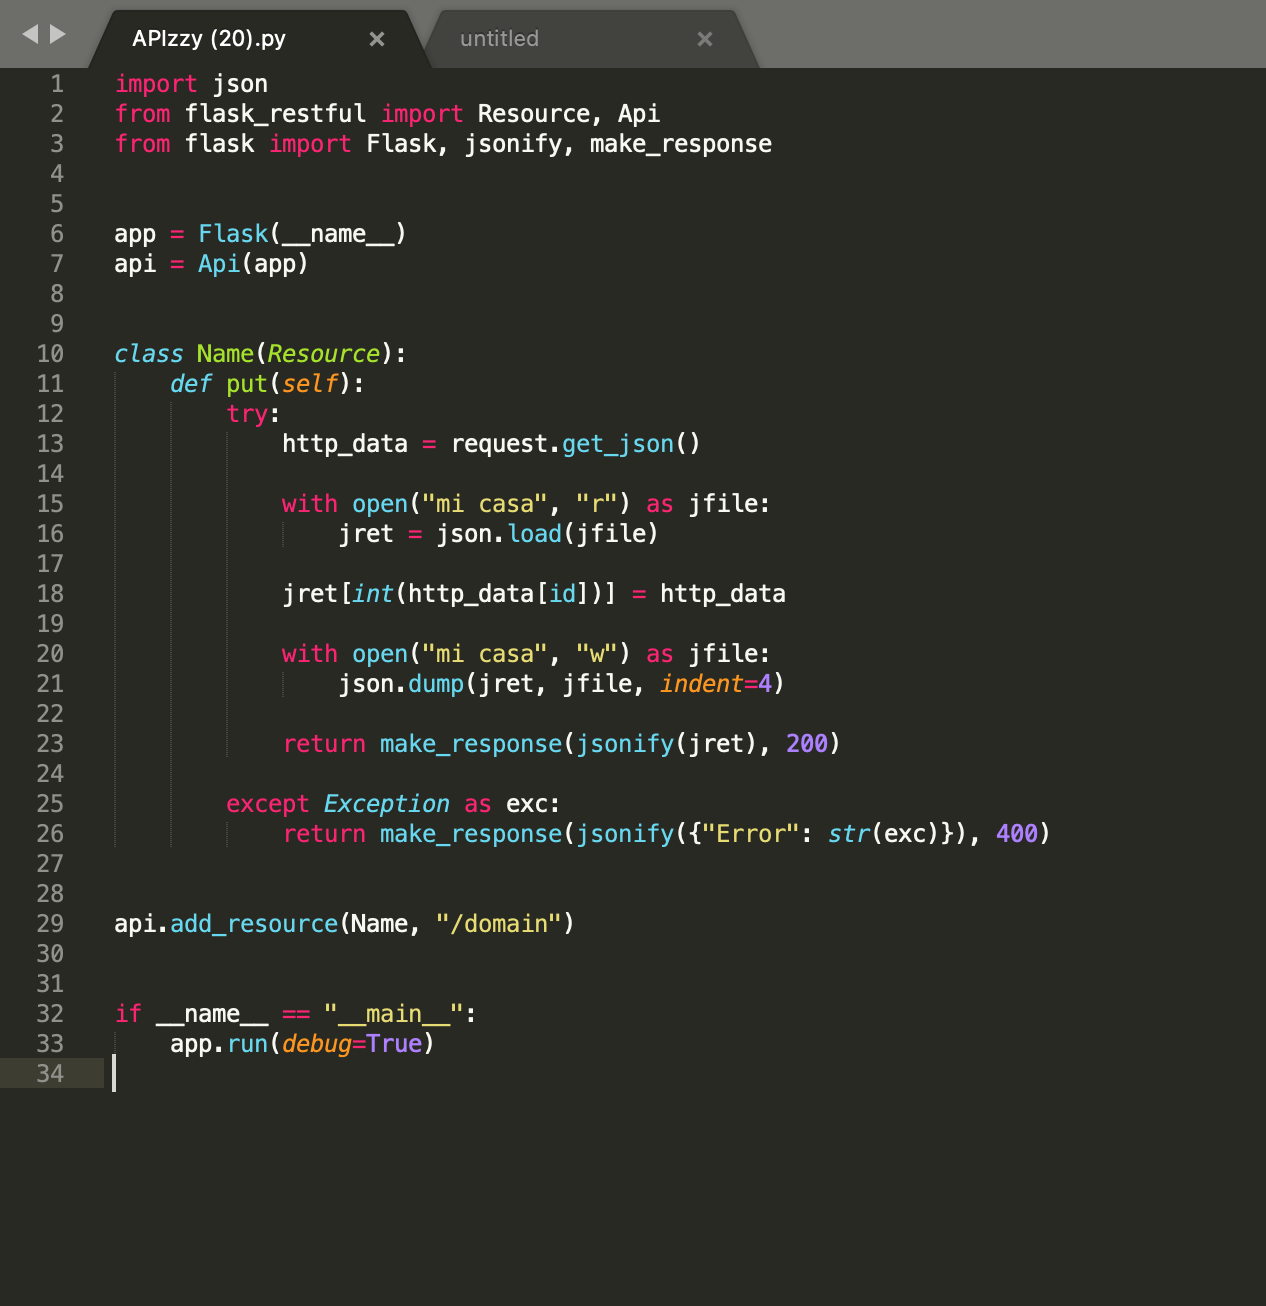 APIzzy (20).py × untitled ×
1 import json
2 from flask_restful import Resource, Api
3 from flask import Flask, jsonify, make_response
4
5
6 app = Flask(__name__)
7 api = Api(app)
8
9
10 class Name(Resource):
11     def put(self):
12         try:
13             http_data = request.get_json()
14
15             with open("mi casa", "r") as jfile:
16                 jret = json.load(jfile)
17
18             jret[int(http_data[id])] = http_data
19
20             with open("mi casa", "w") as jfile:
21                 json.dump(jret, jfile, indent=4)
22
23             return make_response(jsonify(jret), 200)
24
25         except Exception as exc:
26             return make_response(jsonify({"Error": str(exc)}), 400)
27
28
29 api.add_resource(Name, "/domain")
30
31
32 if __name__ == "__main__":
33     app.run(debug=True)
34